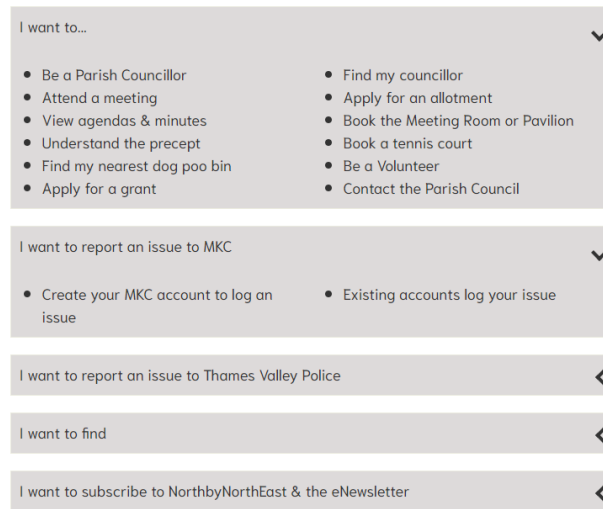 I want to...
Be a Parish Councillor
Attend a meeting
View agendas & minutes
Understand the precept
Find my nearest dog poo bin
Apply for a grant
Find my councillor
Apply for an allotment
Book the Meeting Room or Pavilion
Book a tennis court
Be a Volunteer
Contact the Parish Council
I want to report an issue to MKC
Create your MKC account to log an
issue
Existing accounts log your issue
I want to report an issue to Thames Valley Police
I want to find
I want to subscribe to NorthbyNorthEast & the eNewsletter